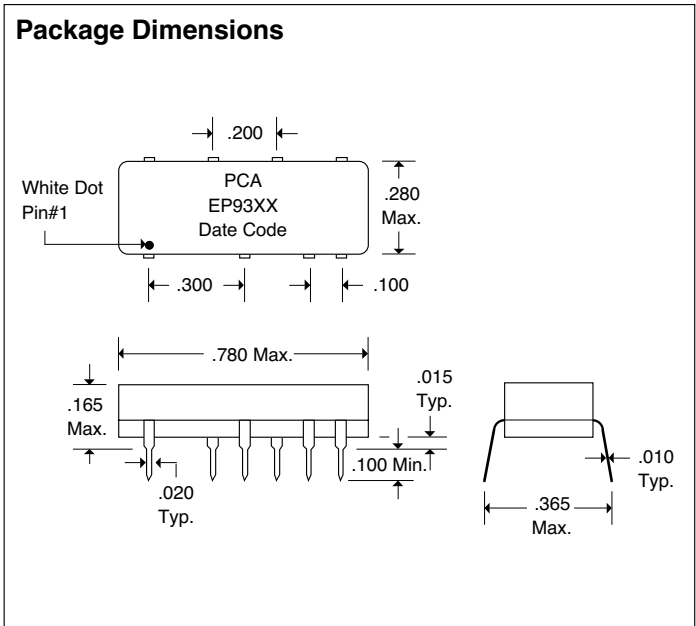 Package Dimensions
.200
White Dot
Pin#1
PCA
EP93XX
Date Code
.280
Max.
.300
.100
.780 Max.
.165
Max.
.015
Typ.
.100 Min.
.020
Typ.
.010
Typ.
.365
Max.